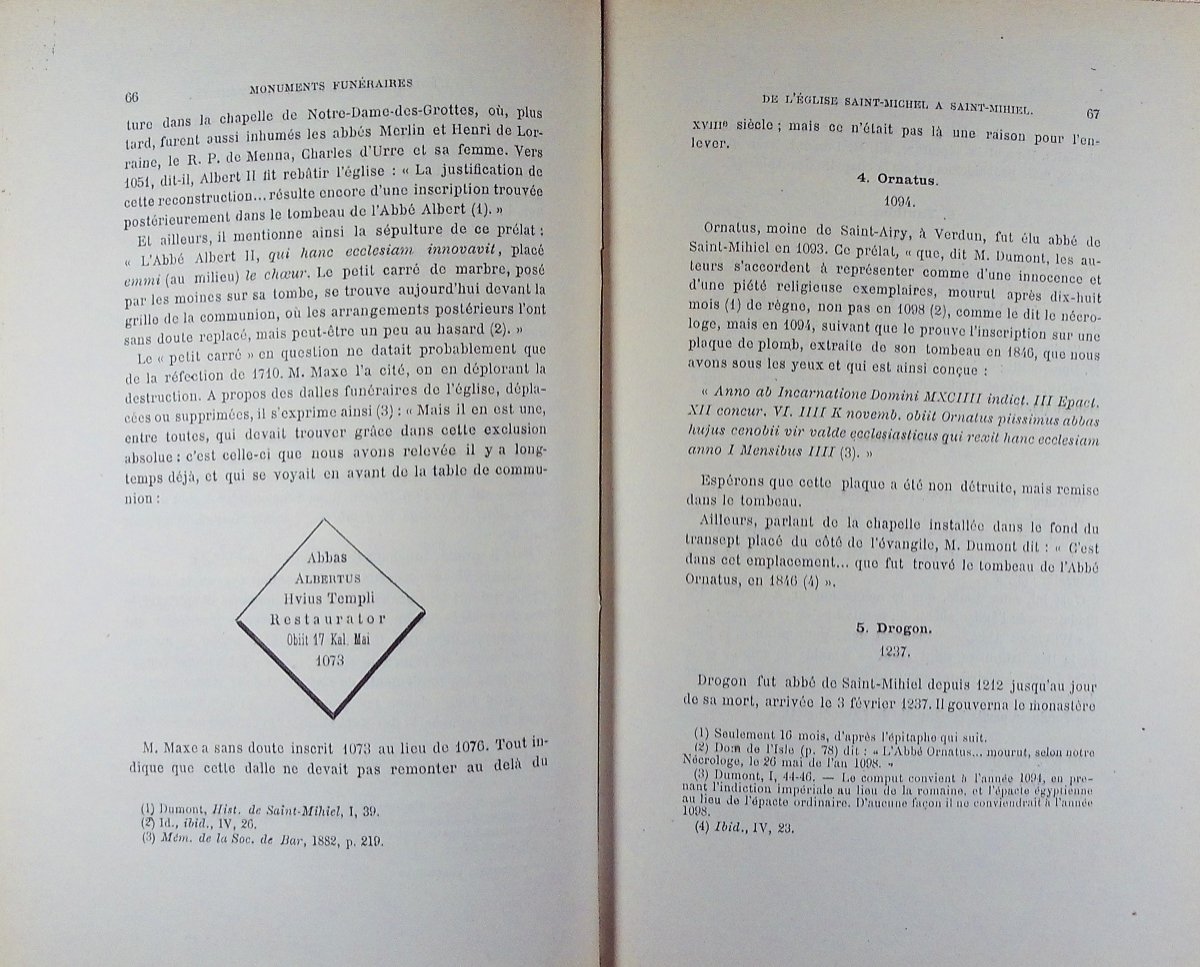 66
MONUMENTS FUNÉRAIRES
ture dans la chapelle de Notre-Dame-des-Grottes, où, plus
tard, furent aussi inhumés les abbés Merlin et Henri de Lor-
raine, le R. P. de Menna, Charles d'Urre et sa femme. Vers
1051, dit-il, Albert II fit rebâtir l'église : « La justification de
cette reconstruction... résulte encore d'une inscription trouvée
postérieurement dans le tombeau de l'Abbé Albert (1). »
Et ailleurs, il mentionne ainsi la sépulture de ce prélat :
« L'Abbé Albert II, qui hanc ecclesiam innovavit, placé
emmi (au milieu) le chœur. Le petit carré de marbre, posé
par les moines sur sa tombe, se trouve aujourd'hui devant la
grille de la communion, où les arrangements postérieurs l'ont
sans doute replacé, mais peut-être un peu au hasard (2). »
Le « petit carré » en question ne datait probablement que
de la réfection de 1710. M. Maxe l'a cité, en en déplorant la
destruction. A propos des dalles funéraires de l'église, dépla-
cées ou supprimées, il s'exprime ainsi (3) : « Mais il en est une,
entre toutes, qui devait trouver grâce dans cette exclusion
absolue : c'est celle-ci que nous avons relevée il y a long-
temps déjà, et qui se voyait en avant de la table de commu-
nion :
Abbas
ALBERTUS
Hvius Templi
Restaurator
Obiit 17 Kal. Mai
1073
M. Maxe a sans doute inscrit 1073 au lieu de 1076. Tout in-
dique que cette dalle ne devait pas remonter au delà du
(1) Dumont, Hist. de Saint-Mihiel, I, 39.
(2) Id., ibid., IV, 26.
(3) Mém. de la Soc. de Bar, 1882, p. 219.
DE L'ÉGLISE SAINT-MICHEL A SAINT-MIHIEL.
67
XVIIIe siècle ; mais ce n'était pas là une raison pour l'en-
lever.
4. Ornatus.
1094.
Ornatus, moine de Saint-Airy, à Verdun, fut élu abbé de
Saint-Mihiel en 1093. Ce prélat, « que, dit M. Dumont, les au-
teurs s'accordent à représenter comme d'une innocence et
d'une piété religieuse exemplaires, mourut après dix-huit
mois (1) de règne, non pas en 1098 (2), comme le dit le nécro-
loge, mais en 1094, suivant que le prouve l'inscription sur une
plaque de plomb, extraite de son tombeau en 1846, que nous
avons sous les yeux et qui est ainsi conçue :
« Anno ab Incarnatione Domini MXCIIII indict. III Epact.
XII concur. VI. IIII K novemb. obiit Ornatus piissimus abbas
hujus cenobii vir valde ecclesiasticus qui rexit hanc ecclesiam
anno I Mensibus IIII (3). »
Espérons que cette plaque a été non détruite, mais remise
dans le tombeau.
Ailleurs, parlant de la chapelle installée dans le fond du
transept placé du côté de l'évangile, M. Dumont dit : « C'est
dans cet emplacement... que fut trouvé le tombeau de l'Abbé
Ornatus, en 1846 (4) ».
5. Drogon.
1237.
Drogon fut abbé de Saint-Mihiel depuis 1212 jusqu'au jour
de sa mort, arrivée le 3 février 1237. Il gouverna le monastère
(1) Seulement 16 mois, d'après l'épitaphe qui suit.
(2) Dom de l'Isle (p. 78) dit : « L'Abbé Ornatus... mourut, selon notre
Nécrologe, le 26 mai de l'an 1098. »
(3) Dumont, I, 44-46. — Le comput convient à l'année 1094, en pre-
nant l'indiction impériale au lieu de la romaine, et l'épacte égyptienne
au lieu de l'épacte ordinaire. D'aucune façon il ne conviendrait à l'année
1098.
(4) Ibid., IV, 23.